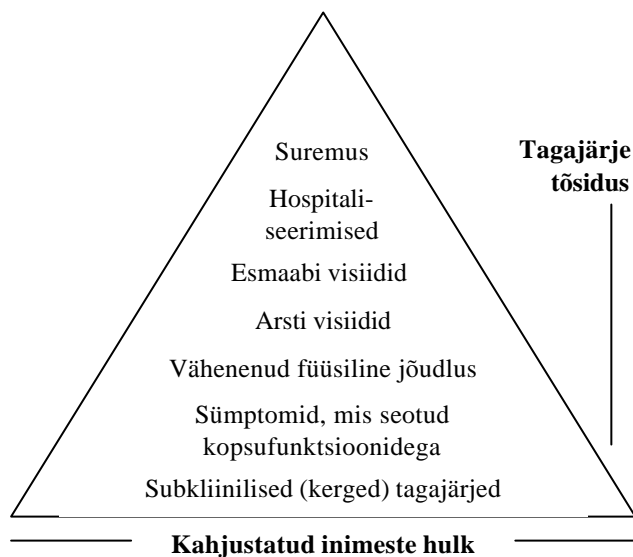 Suremus
Hospitali-
seerimised
Esmaabi visiidid
Arsti visiidid
Vähenenud füüsiline jõudlus
Sümptomid, mis seotud
kopsufunktsioonidega
Subkliinilised (kerged) tagajärjed
Tagajärje
tõsidus
Kahjustatud inimeste hulk